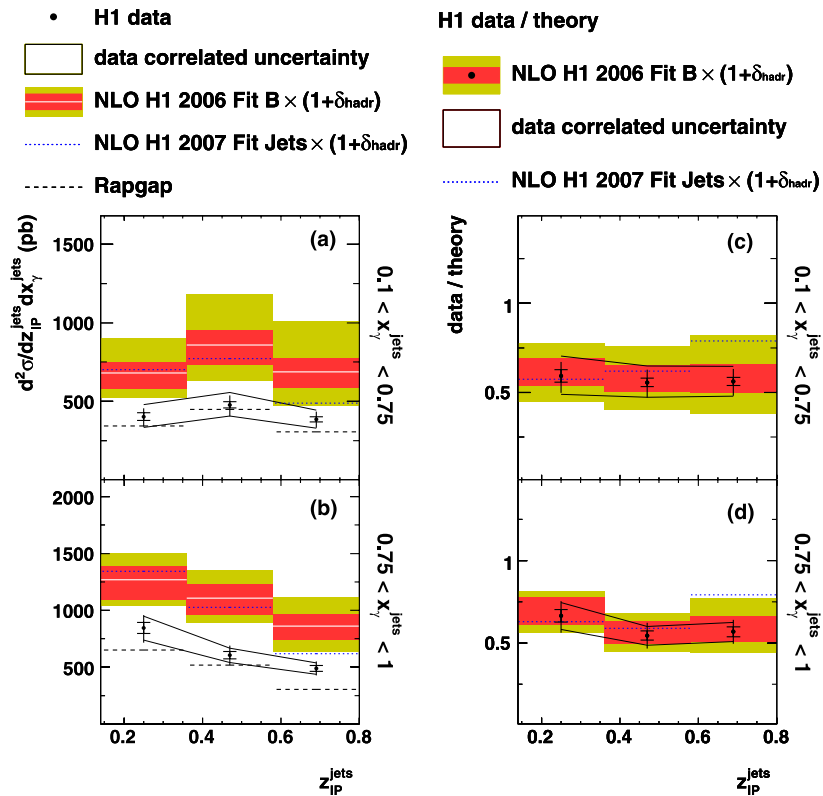 H1 data
data correlated uncertainty
NLO H1 2006 Fit B × (1+δhadr)
NLO H1 2007 Fit Jets × (1+δhadr)
Rapgap
H1 data / theory
NLO H1 2006 Fit B × (1+δhadr)
data correlated uncertainty
NLO H1 2007 Fit Jets × (1+δhadr)
d²σ/dz_IP^jets dx_γ^jets (pb)
1500
1000
500
(a)
0.1 < x_γ^jets < 0.75
data / theory
1
0.5
(c)
0.1 < x_γ^jets < 0.75
2000
1500
1000
500
(b)
0.75 < x_γ^jets < 1
0.2 0.4 0.6 0.8
z_IP^jets
1
0.5
(d)
0.75 < x_γ^jets < 1
0.2 0.4 0.6 0.8
z_IP^jets